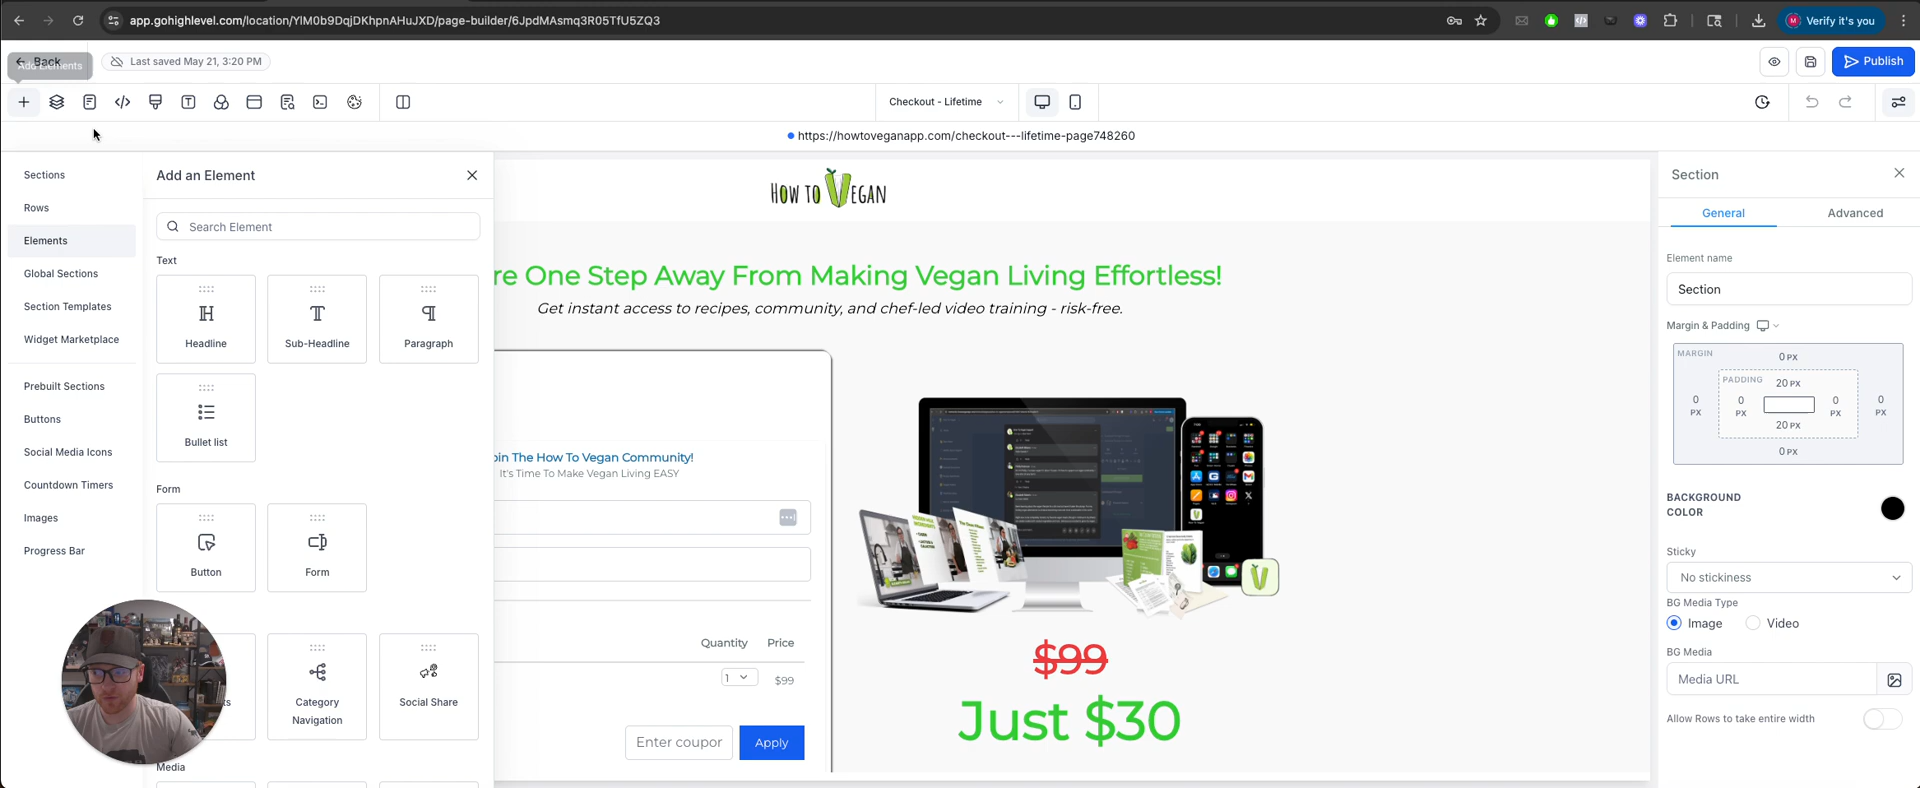 app.gohighlevel.com/location/YlM0b9DqjDKhpnAHuJXD/page-builder/6JpdMAsmq3R05TfU5ZQ3
Verify it's you
Back
Add Elements
Last saved May 21, 3:20 PM
Publish
Checkout - Lifetime
https://howtoveganapp.com/checkout---lifetime-page748260
Sections
Rows
Elements
Global Sections
Section Templates
Widget Marketplace
Prebuilt Sections
Buttons
Social Media Icons
Countdown Timers
Images
Progress Bar
Add an Element
Search Element
Text
Headline
Sub-Headline
Paragraph
Bullet list
Form
Button
Form
Category
Navigation
Social Share
Media
How to Vegan
re One Step Away From Making Vegan Living Effortless!
Get instant access to recipes, community, and chef-led video training - risk-free.
oin The How To Vegan Community!
It's Time To Make Vegan Living EASY
Quantity Price
1
$99
Enter coupon
Apply
$99
Just $30
Section
General
Advanced
Element name
Section
Margin & Padding
MARGIN
0 PX
PADDING
20 PX
0 PX
0 PX
0 PX
0 PX
20 PX
0 PX
BACKGROUND
COLOR
Sticky
No stickiness
BG Media Type
Image
Video
BG Media
Media URL
Allow Rows to take entire width